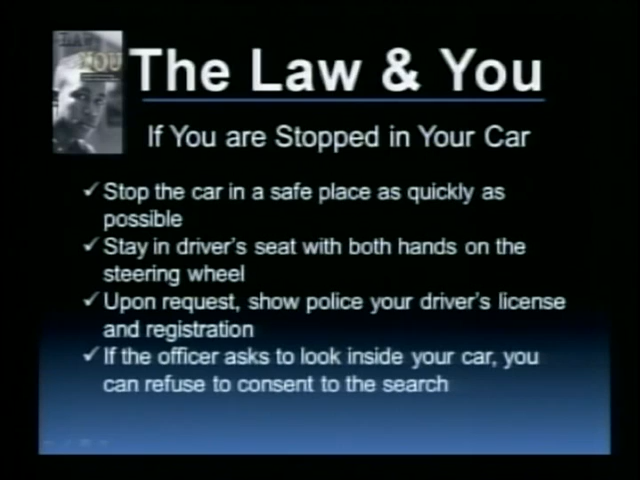 LAW
YOU
The Law & You
If You are Stopped in Your Car
✓Stop the car in a safe place as quickly as
possible
✓Stay in driver's seat with both hands on the
steering wheel
✓Upon request, show police your driver's license
and registration
✓If the officer asks to look inside your car, you
can refuse to consent to the search